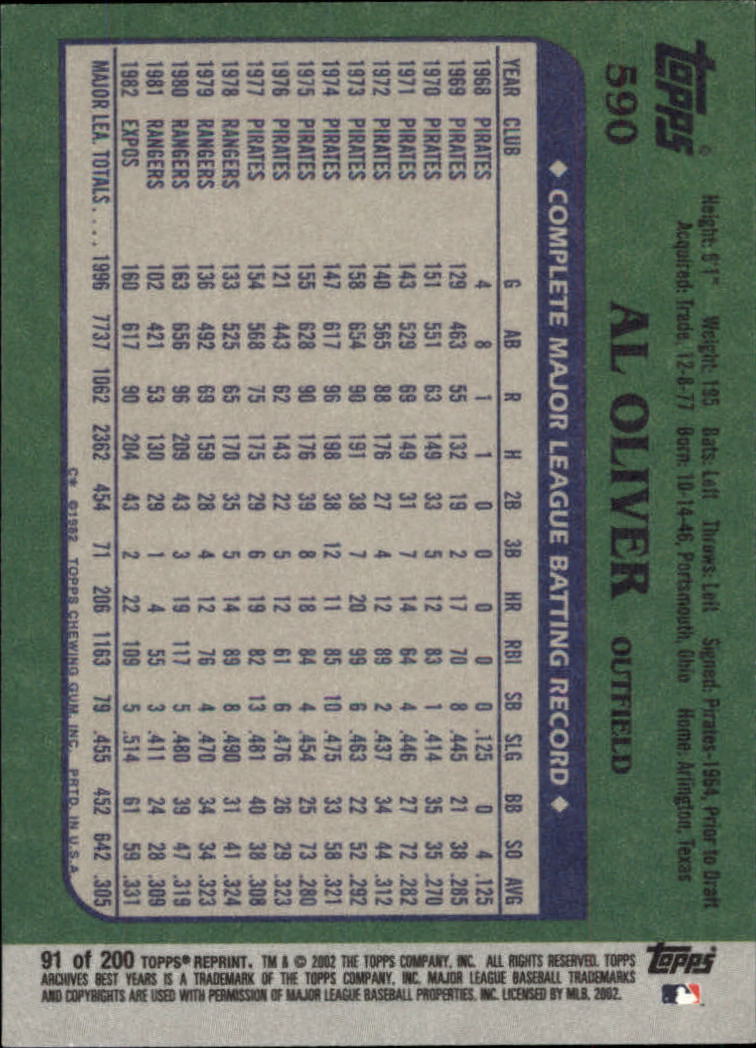 topps©
590
Height: 6'1" Weight: 195 Bats: Left Throws: Left Signed: Pirates-1964, Prior to Draft
Acquired: Trade, 12-8-77 Born: 10-14-46, Portsmouth, Ohio Home: Arlington, Texas
AL OLIVER OUTFIELD
◆ COMPLETE MAJOR LEAGUE BATTING RECORD ◆
YEAR CLUB G AB R H 2B 3B HR RBI SB SLG BB SO AVG
1968 PIRATES 4 8 1 1 0 0 0 0 0 .125 0 4 .125
1969 PIRATES 129 463 55 132 19 2 17 70 8 .445 21 38 .285
1970 PIRATES 151 551 63 149 33 5 12 83 1 .414 35 35 .270
1971 PIRATES 143 529 69 149 31 7 14 64 4 .446 27 72 .282
1972 PIRATES 140 565 88 176 27 4 12 89 2 .437 34 44 .312
1973 PIRATES 158 654 90 191 38 7 20 99 6 .463 22 52 .292
1974 PIRATES 147 617 96 198 38 12 11 85 10 .475 33 58 .321
1975 PIRATES 155 628 90 176 39 8 18 84 4 .454 25 73 .280
1976 PIRATES 121 443 62 143 22 5 12 61 6 .476 26 29 .323
1977 PIRATES 154 568 75 175 29 6 19 82 13 .481 40 38 .308
1978 RANGERS 133 525 65 170 35 5 14 89 8 .490 31 41 .324
1979 RANGERS 136 492 69 159 28 4 12 76 4 .470 34 34 .323
1980 RANGERS 163 656 96 209 43 3 19 117 5 .480 39 47 .319
1981 RANGERS 102 421 53 130 29 1 4 55 3 .411 24 28 .309
1982 EXPOS 160 617 90 204 43 2 22 109 5 .514 61 59 .331
MAJOR LEA. TOTALS.... 1996 7737 1062 2362 454 71 206 1163 79 .455 452 642 .305
C* ©1982 TOPPS CHEWING GUM, INC. PRTD. IN U.S.A.
91 of 200 TOPPS® REPRINT. TM & © 2002 THE TOPPS COMPANY, INC. ALL RIGHTS RESERVED. TOPPS
ARCHIVES BEST YEARS IS A TRADEMARK OF THE TOPPS COMPANY, INC. MAJOR LEAGUE BASEBALL TRADEMARKS
AND COPYRIGHTS ARE USED WITH PERMISSION OF MAJOR LEAGUE BASEBALL PROPERTIES, INC. LICENSED BY MLB, 2002.
topps